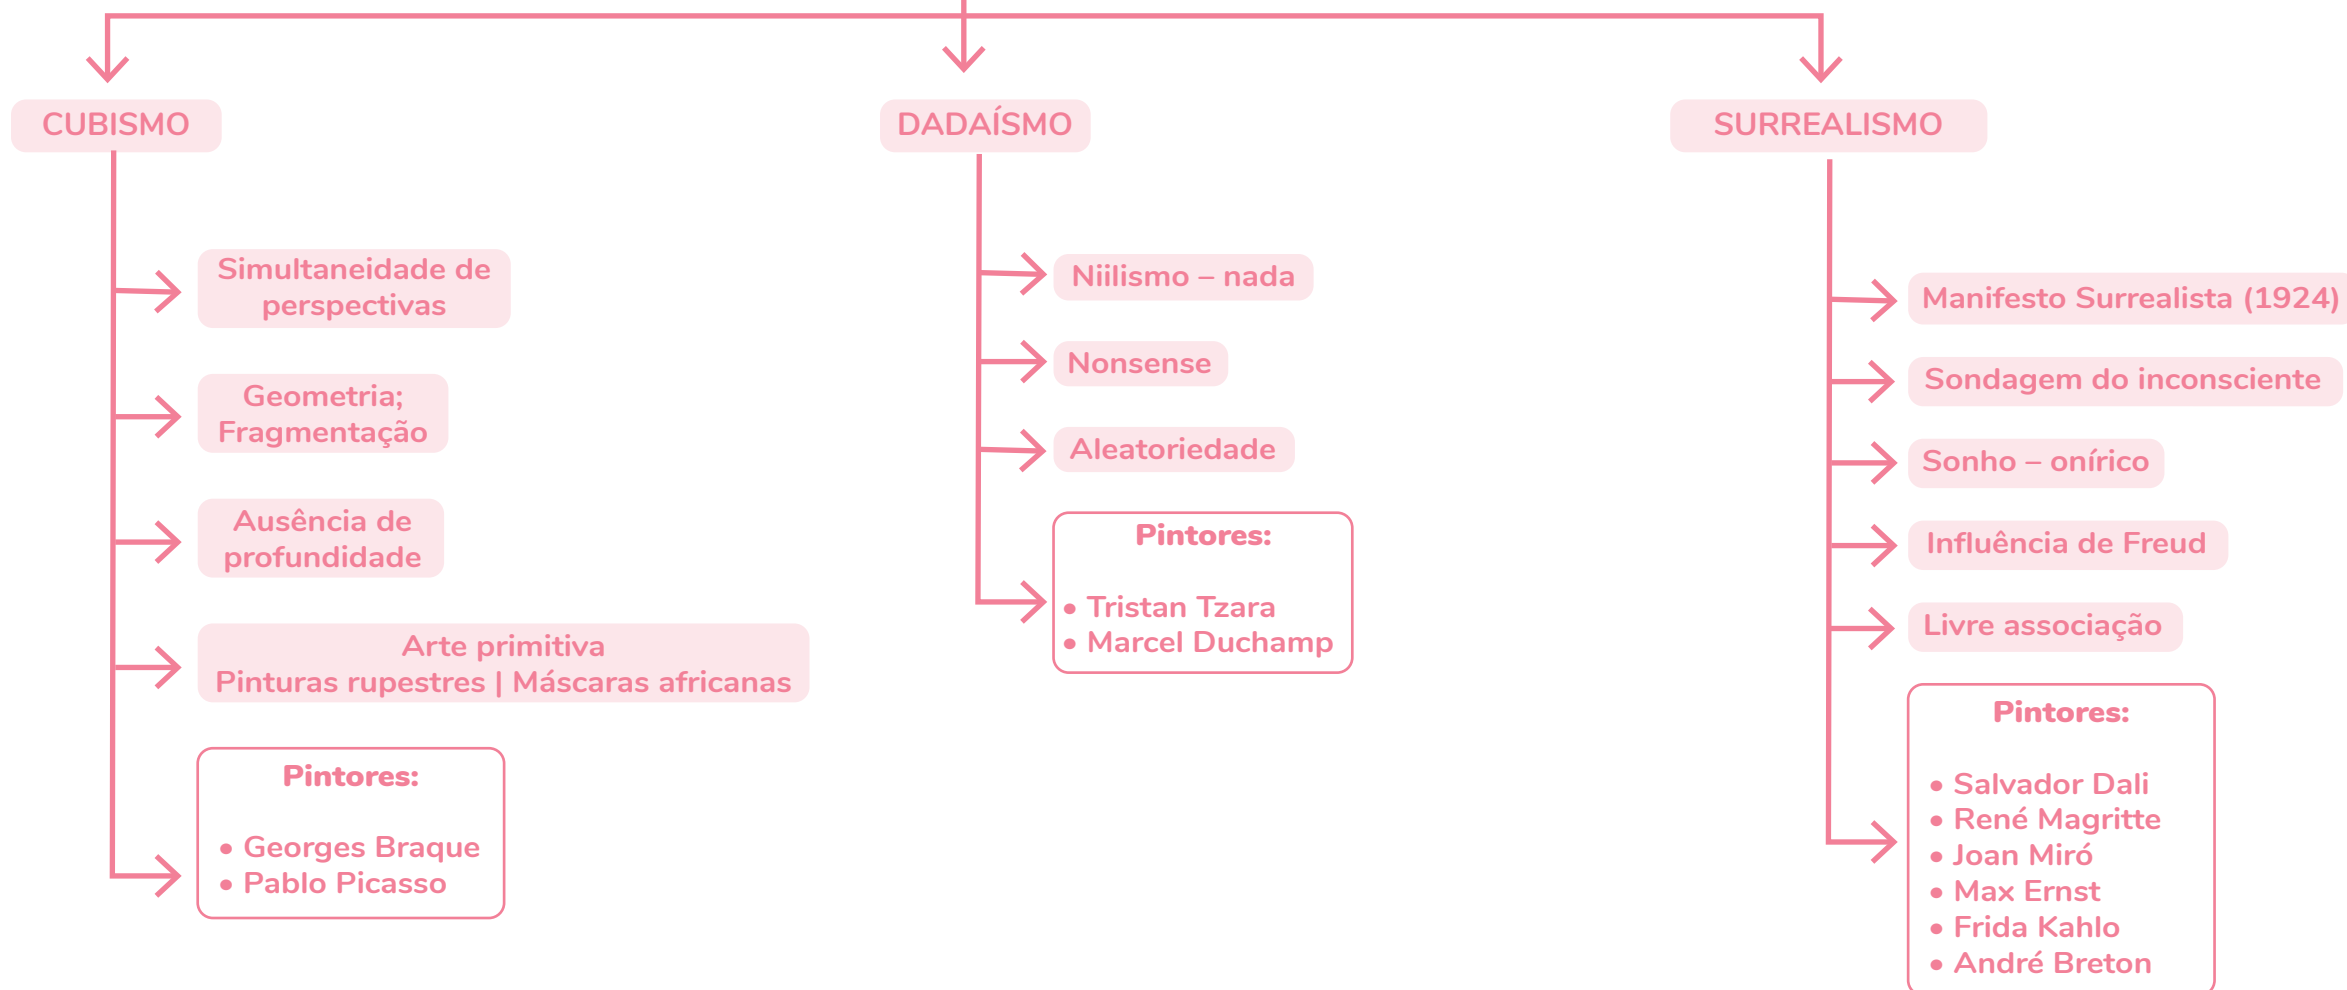 CUBISMO
Simultaneidade de
perspectivas
Geometria;
Fragmentação
Ausência de
profundidade
Arte primitiva
Pinturas rupestres | Máscaras africanas
Pintores:
• Georges Braque
• Pablo Picasso
DADAÍSMO
Niilismo – nada
Nonsense
Aleatoriedade
Pintores:
• Tristan Tzara
• Marcel Duchamp
SURREALISMO
Manifesto Surrealista (1924)
Sondagem do inconsciente
Sonho – onírico
Influência de Freud
Livre associação
Pintores:
• Salvador Dali
• René Magritte
• Joan Miró
• Max Ernst
• Frida Kahlo
• André Breton